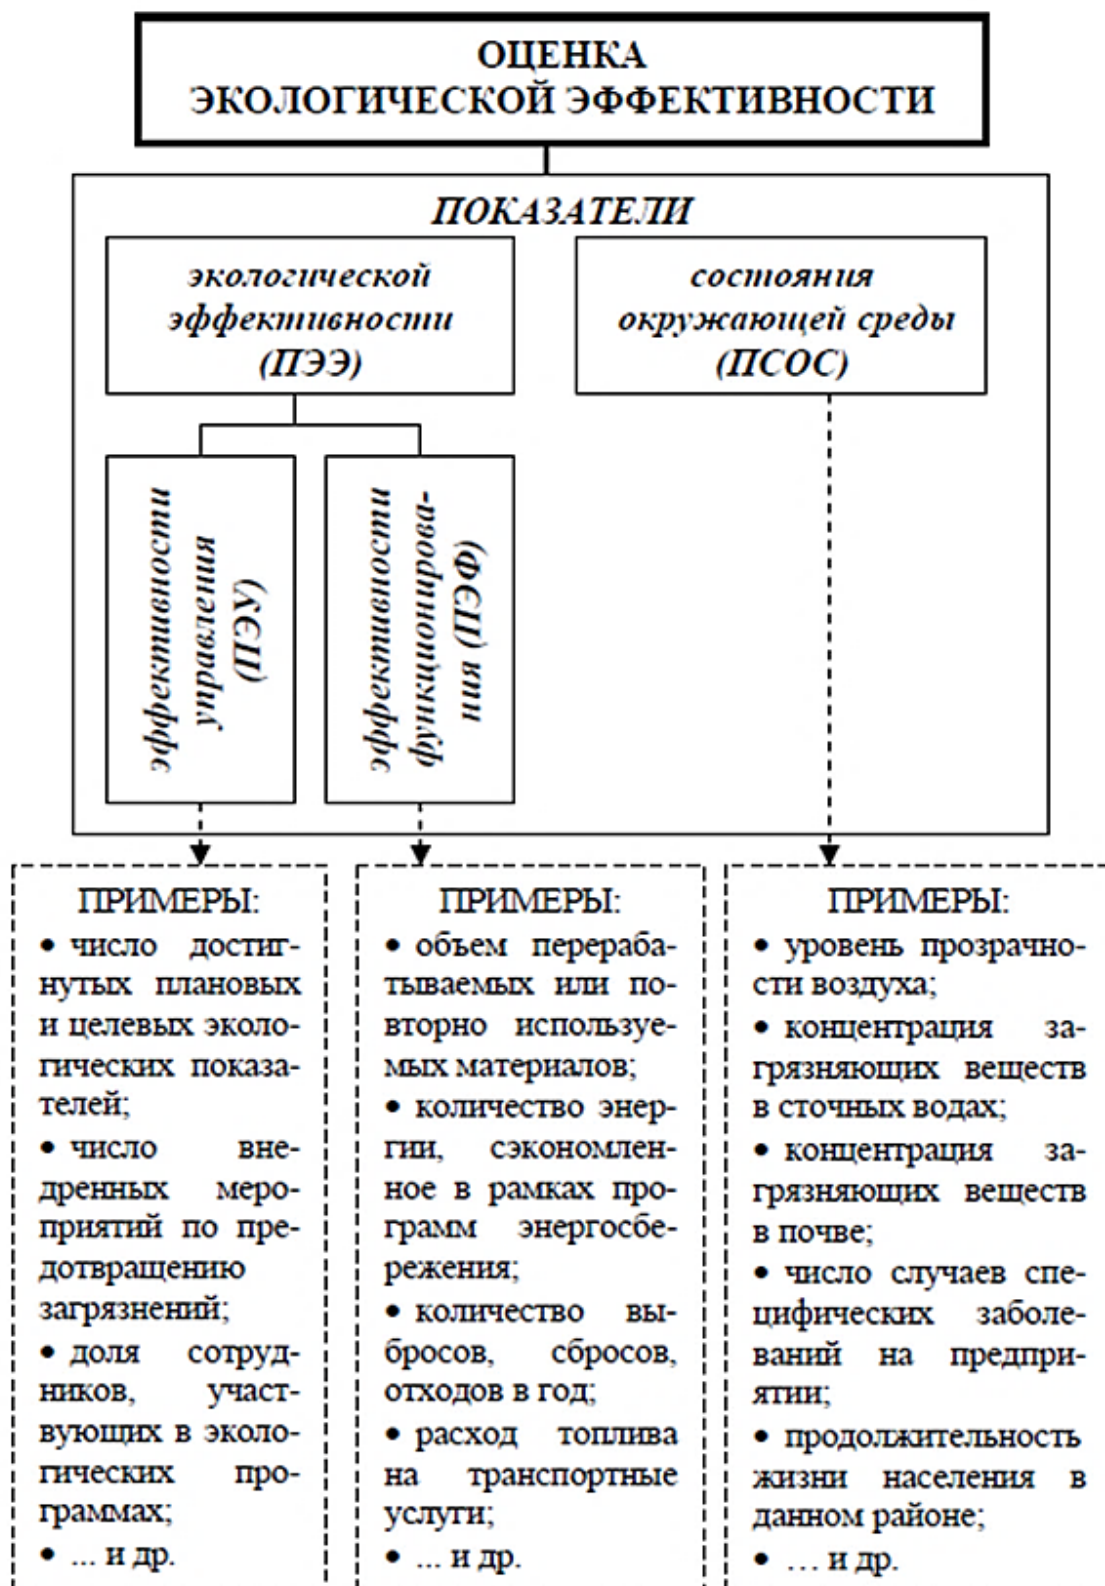 ОЦЕНКА
ЭКОЛОГИЧЕСКОЙ ЭФФЕКТИВНОСТИ
ПОКАЗАТЕЛИ
экологической
эффективности
(ПЭЭ)
состояния
окружающей среды
(ПСОС)
эффективности
управления
(ПЭУ)
эффективности
функционирова-
ния (ПЭФ)
ПРИМЕРЫ:
• число достиг-
нутых плановых
и целевых эколо-
гических показа-
телей;
• число вне-
дренных меро-
приятий по пре-
дотвращению
загрязнений;
• доля сотруд-
ников, участ-
вующих в эколо-
гических про-
граммах;
• ... и др.
ПРИМЕРЫ:
• объем перераба-
тываемых или по-
вторно используе-
мых материалов;
• количество энер-
гии, сэкономлен-
ное в рамках про-
грамм энергосбе-
режения;
• количество вы-
бросов, сбросов,
отходов в год;
• расход топлива
на транспортные
услуги;
• ... и др.
ПРИМЕРЫ:
• уровень прозрачно-
сти воздуха;
• концентрация за-
грязняющих веществ
в сточных водах;
• концентрация за-
грязняющих веществ
в почве;
• число случаев спе-
цифических заболе-
ваний на предпри-
ятии;
• продолжительность
жизни населения в
данном районе;
• ... и др.